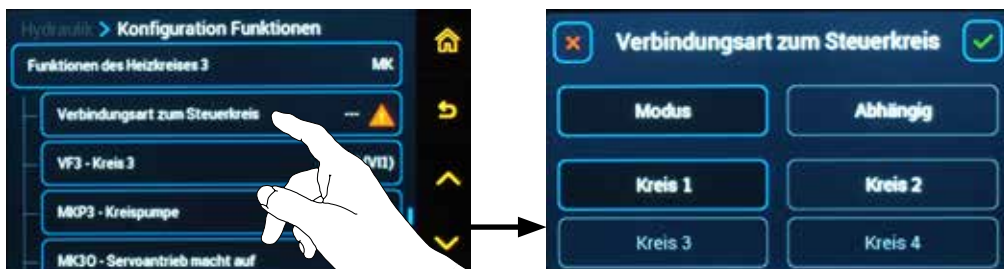 Hydraulik > Konfiguration Funktionen
Funktionen des Heizkreises 3 MK
Verbindungsart zum Steuerkreis ---
VF3 - Kreis 3 (VI1)
MKP3 - Kreispumpe
MK3O - Servoantrieb macht auf
Verbindungsart zum Steuerkreis
Modus Abhängig
Kreis 1 Kreis 2
Kreis 3 Kreis 4